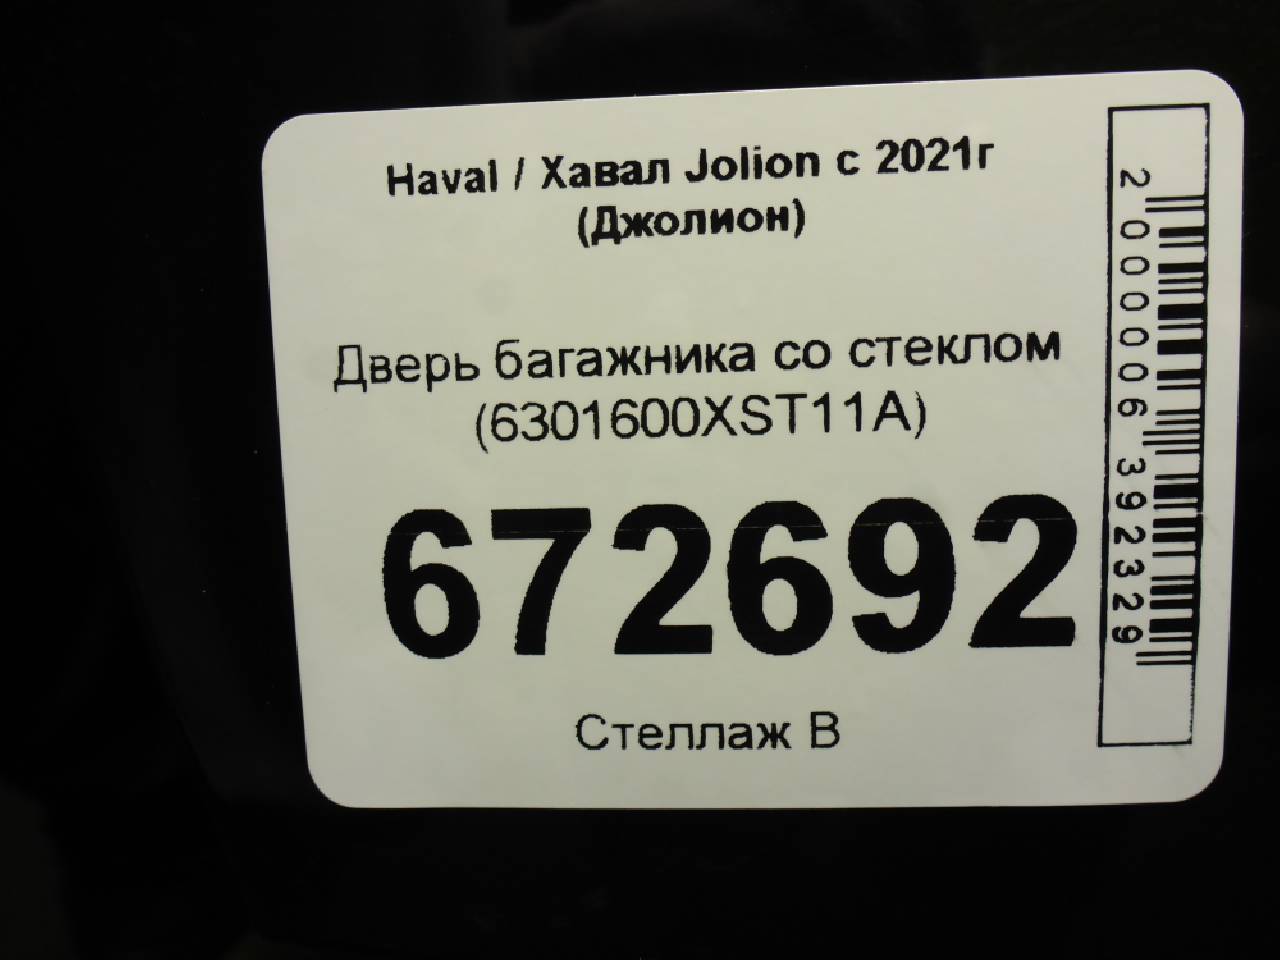 Haval / Хавал Jolion с 2021г
(Джолион)
Дверь багажника со стеклом
(6301600XST11A)
672692
Стеллаж В
2000006392329